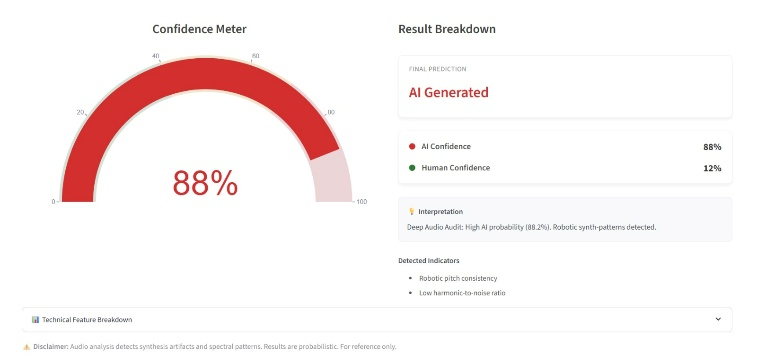 Confidence Meter
0
20
40
60
80
100
88%
Result Breakdown
FINAL PREDICTION
AI Generated
AI Confidence 88%
Human Confidence 12%
💡 Interpretation
Deep Audio Audit: High AI probability (88.2%). Robotic synth-patterns detected.
Detected Indicators
• Robotic pitch consistency
• Low harmonic-to-noise ratio
📊 Technical Feature Breakdown
⚠️ Disclaimer: Audio analysis detects synthesis artifacts and spectral patterns. Results are probabilistic. For reference only.